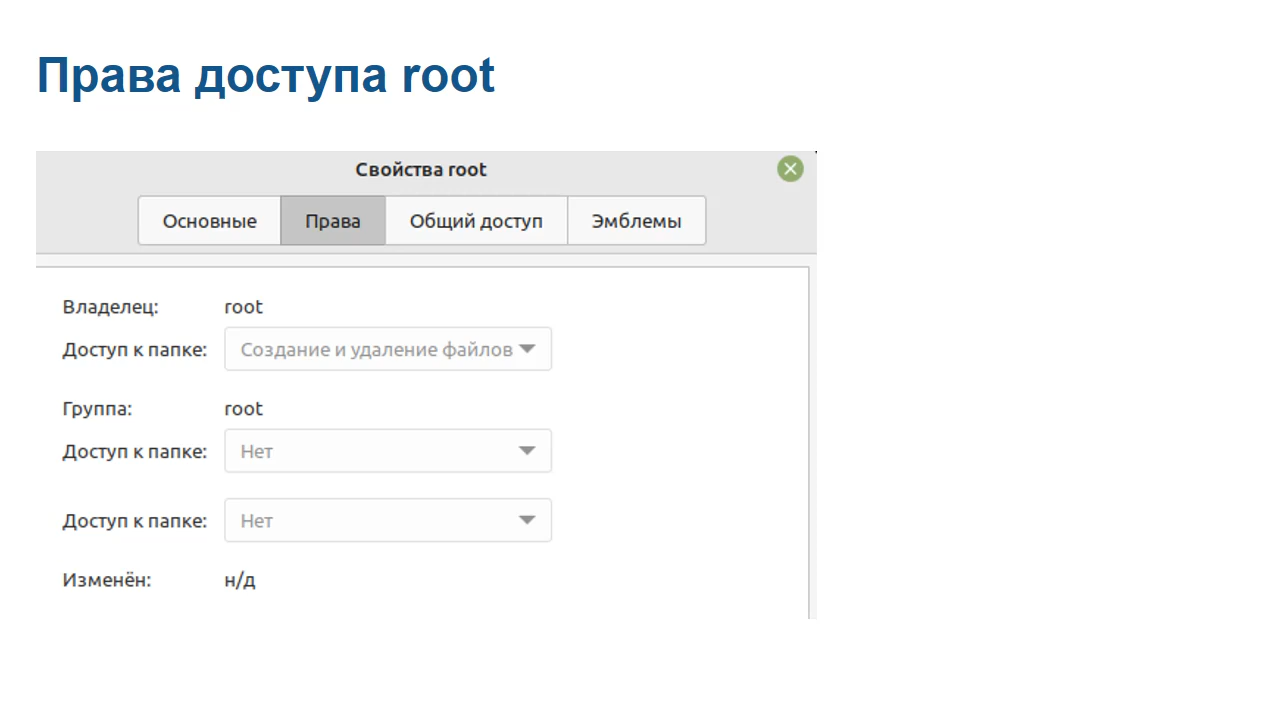 Права доступа root
Свойства root
Основные Права Общий доступ Эмблемы
Владелец: root
Доступ к папке: Создание и удаление файлов
Группа: root
Доступ к папке: Нет
Доступ к папке: Нет
Изменён: н/д